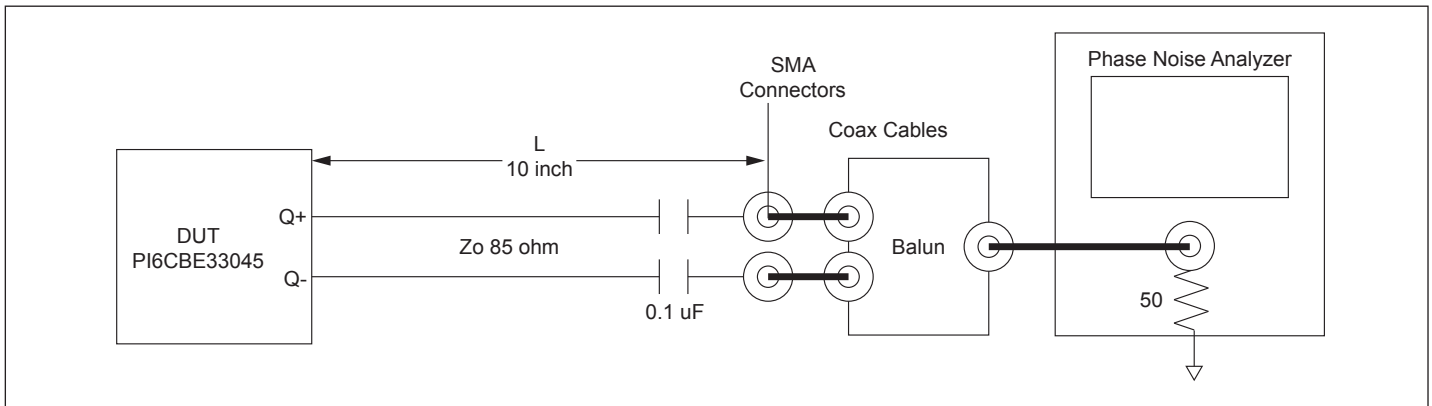 Phase Noise Analyzer
SMA
Connectors
Coax Cables
L
10 inch
Q+
DUT
PI6CBE33045
Zo 85 ohm
Balun
Q-
50
0.1 uF